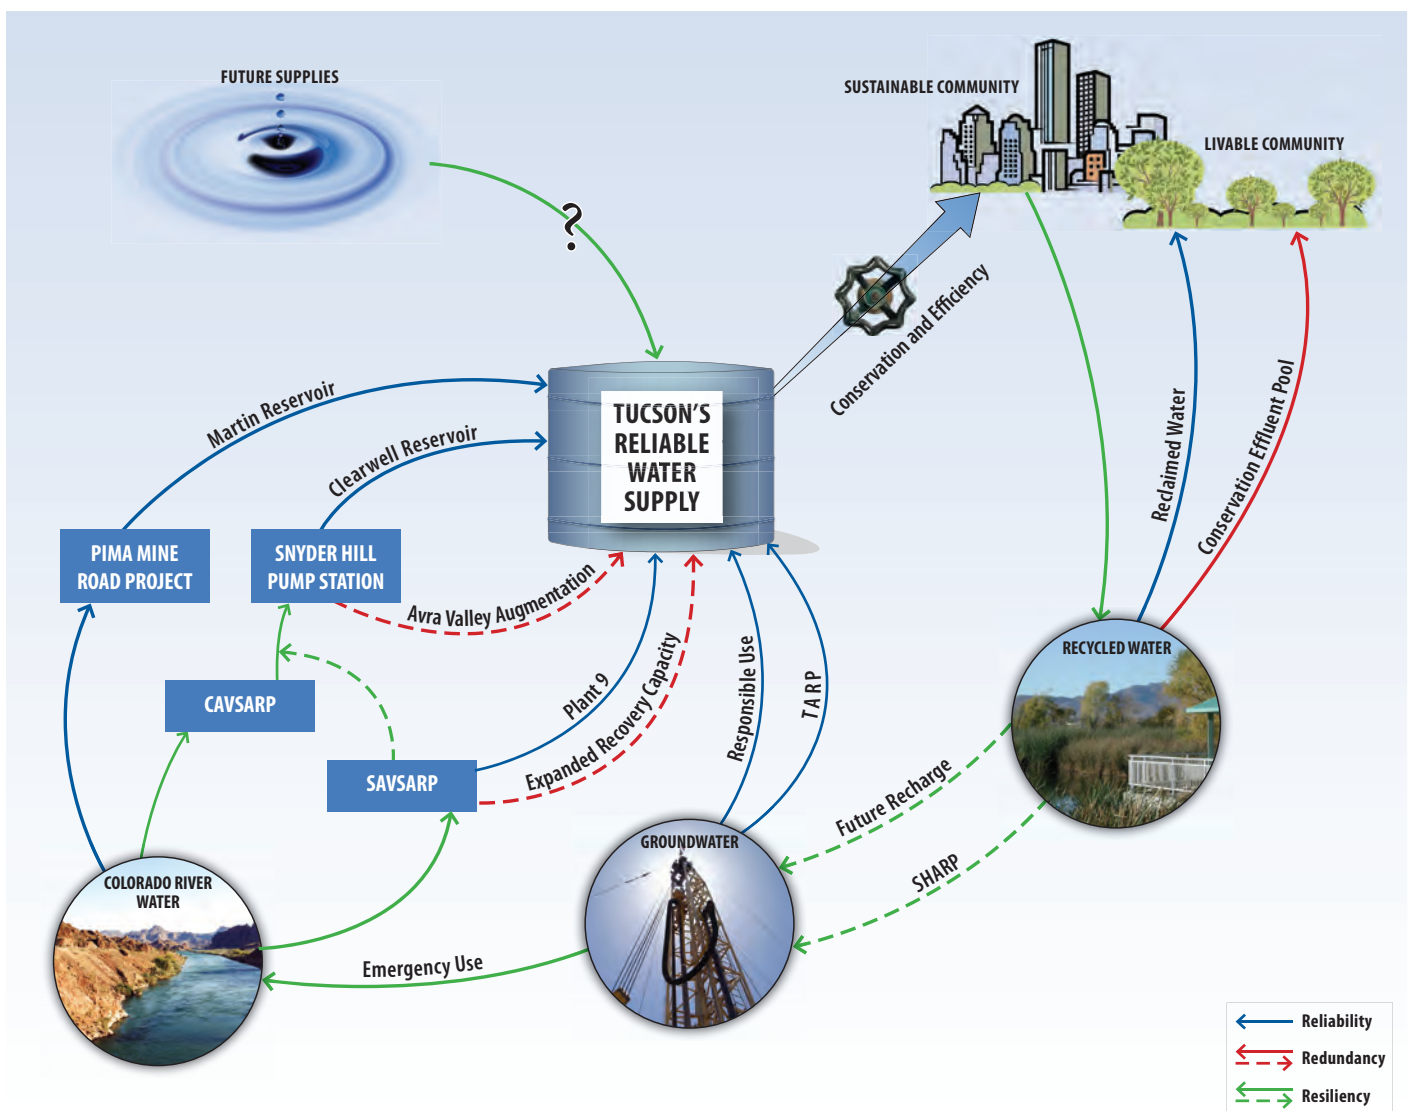 FUTURE SUPPLIES
SUSTAINABLE COMMUNITY
LIVABLE COMMUNITY
?
Conservation and Efficiency
Martin Reservoir
Clearwell Reservoir
TUCSON'S
RELIABLE
WATER
SUPPLY
Reclaimed Water
Conservation Effluent Pool
PIMA MINE
ROAD PROJECT
SNYDER HILL
PUMP STATION
Avra Valley Augmentation
CAVSARP
SAVSARP
Plant 9
Expanded Recovery Capacity
Responsible Use
TARP
RECYCLED WATER
Future Recharge
SHARP
GROUNDWATER
COLORADO RIVER
WATER
Emergency Use
Reliability
Redundancy
Resiliency